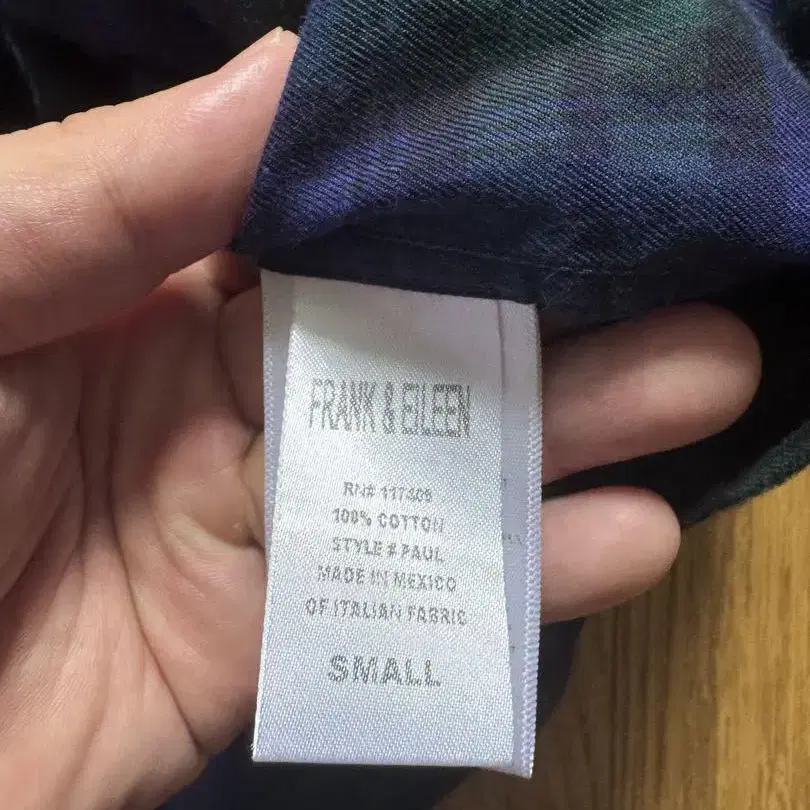 FRANK & EILEEN
RN# 117409
100% COTTON
STYLE # PAUL
MADE IN MEXICO
OF ITALIAN FABRIC
SMALL